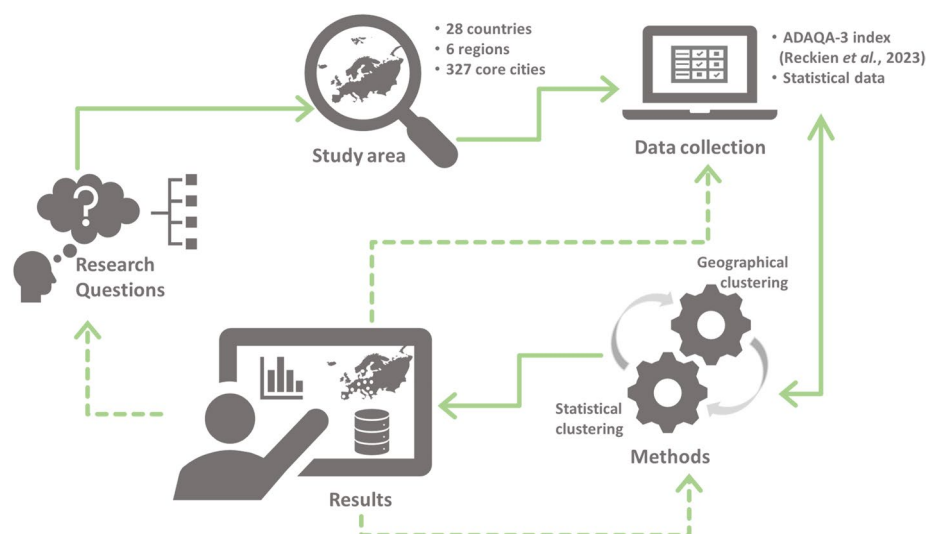 • 28 countries
• 6 regions
• 327 core cities
Study area
• ADAQA-3 index
(Reckien et al., 2023)
• Statistical data
Data collection
?
Research
Questions
Geographical
clustering
Statistical
clustering
Methods
Results